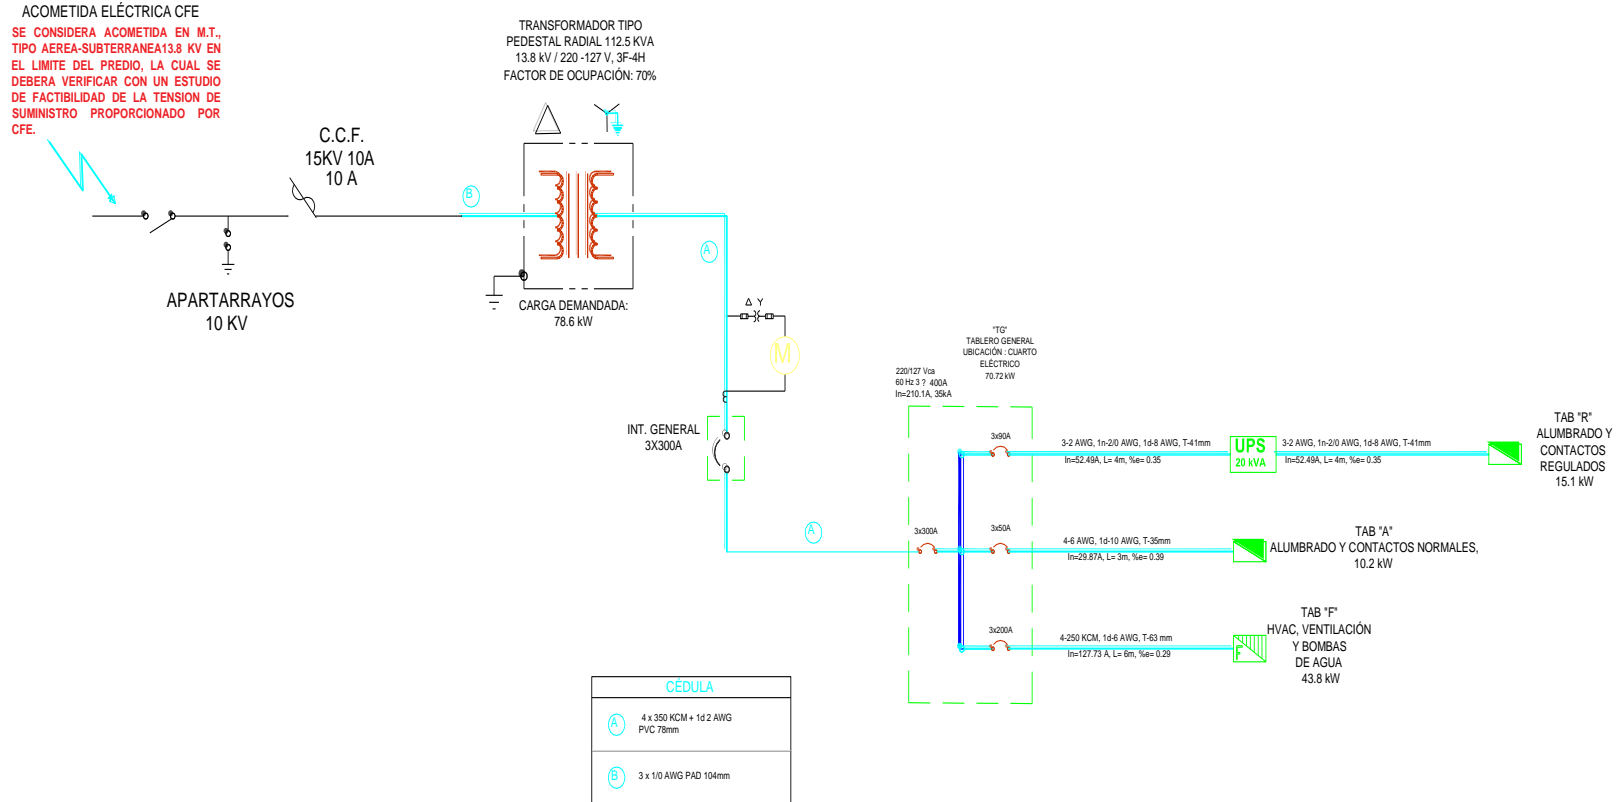 ACOMETIDA ELÉCTRICA CFE
SE CONSIDERA ACOMETIDA EN M.T.,
TIPO AEREA-SUBTERRANEA13.8 KV EN
EL LIMITE DEL PREDIO, LA CUAL SE
DEBERA VERIFICAR CON UN ESTUDIO
DE FACTIBILIDAD DE LA TENSION DE
SUMINISTRO PROPORCIONADO POR
CFE.
C.C.F.
15KV 10A
10 A
APARTARRAYOS
10 KV
B
TRANSFORMADOR TIPO
PEDESTAL RADIAL 112.5 KVA
13.8 kV / 220 -127 V, 3F-4H
FACTOR DE OCUPACIÓN: 70%
CARGA DEMANDADA:
78.6 kW
A
Δ Y
M
INT. GENERAL
3X300A
A
"TG"
TABLERO GENERAL
UBICACIÓN : CUARTO
ELÉCTRICO
70.72 kW
220/127 Vca
60 Hz 3 ? 400A
In=210.1A, 35kA
3x300A
3x90A
3-2 AWG, 1n-2/0 AWG, 1d-8 AWG, T-41mm
In=52.49A, L= 4m, %e= 0.35
UPS
20 kVA
3-2 AWG, 1n-2/0 AWG, 1d-8 AWG, T-41mm
In=52.49A, L= 4m, %e= 0.35
TAB "R"
ALUMBRADO Y
CONTACTOS
REGULADOS
15.1 kW
3x50A
4-6 AWG, 1d-10 AWG, T-35mm
In=29.87A, L= 3m, %e= 0.39
TAB "A"
ALUMBRADO Y CONTACTOS NORMALES,
10.2 kW
3x200A
4-250 KCM, 1d-6 AWG, T-63 mm
In=127.73 A, L= 6m, %e= 0.29
F
TAB "F"
HVAC, VENTILACIÓN
Y BOMBAS
DE AGUA
43.8 kW
CÉDULA
A
4 x 350 KCM + 1d 2 AWG
PVC 78mm
B
3 x 1/0 AWG PAD 104mm